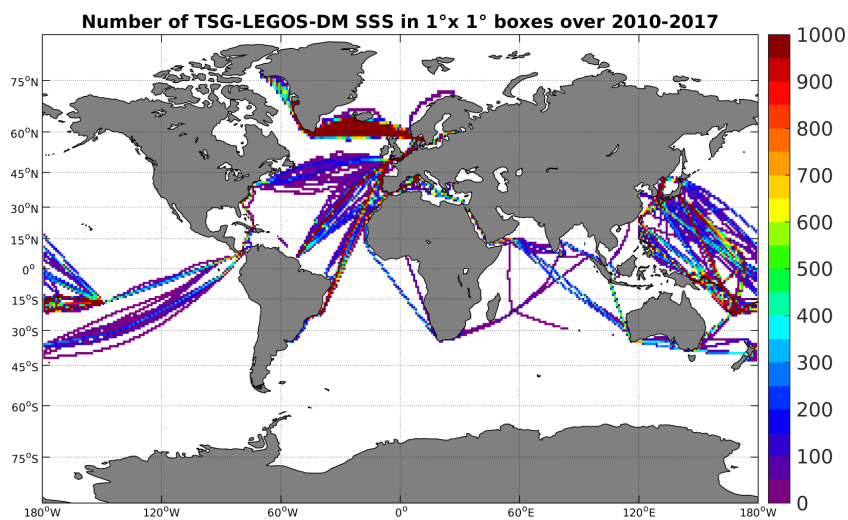 Number of TSG-LEGOS-DM SSS in 1°x 1° boxes over 2010-2017
75°N
60°N
45°N
30°N
15°N
0°
15°S
30°S
45°S
60°S
75°S
180°W
120°W
60°W
0°
60°E
120°E
180°W
1000
900
800
700
600
500
400
300
200
100
0